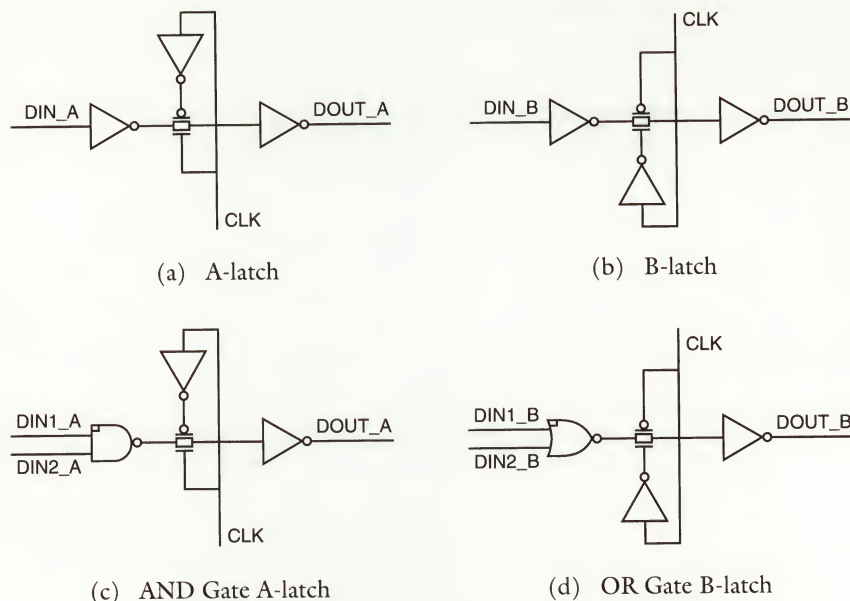 CLK
DIN_A
DOUT_A
DIN_B
DOUT_B
CLK
(a) A-latch
(b) B-latch
CLK
DIN1_A
DIN2_A
DOUT_A
DIN1_B
DIN2_B
DOUT_B
CLK
(c) AND Gate A-latch
(d) OR Gate B-latch